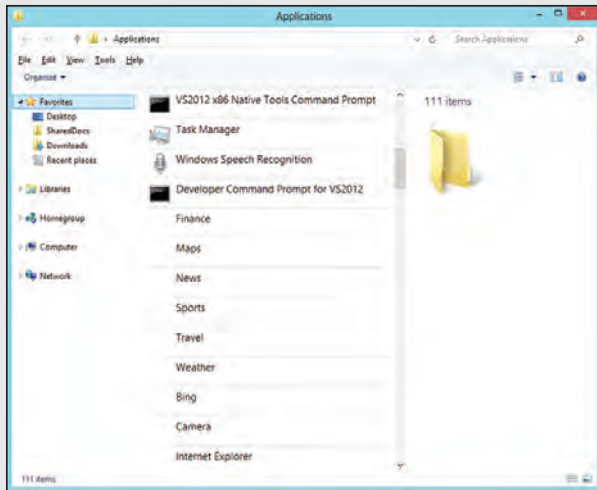 Applications
Applications
Search Applications
File Edit View Tools Help
Organize
Favorites
Desktop
SharedDocs
Downloads
Recent places
Libraries
Homegroup
Computer
Network
VS2012 x86 Native Tools Command Prompt
Task Manager
Windows Speech Recognition
Developer Command Prompt for VS2012
Finance
Maps
News
Sports
Travel
Weather
Bing
Camera
Internet Explorer
111 items
111 items